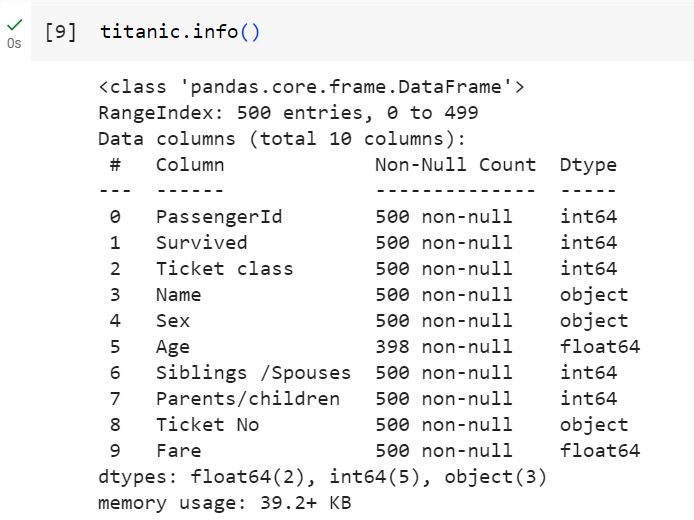 [9] titanic.info()
0s
<class 'pandas.core.frame.DataFrame'>
RangeIndex: 500 entries, 0 to 499
Data columns (total 10 columns):
 #   Column             Non-Null Count  Dtype
---  ------             --------------  -----
 0   PassengerId        500 non-null    int64
 1   Survived           500 non-null    int64
 2   Ticket class       500 non-null    int64
 3   Name               500 non-null    object
 4   Sex                500 non-null    object
 5   Age                398 non-null    float64
 6   Siblings /Spouses  500 non-null    int64
 7   Parents/children   500 non-null    int64
 8   Ticket No          500 non-null    object
 9   Fare               500 non-null    float64
dtypes: float64(2), int64(5), object(3)
memory usage: 39.2+ KB